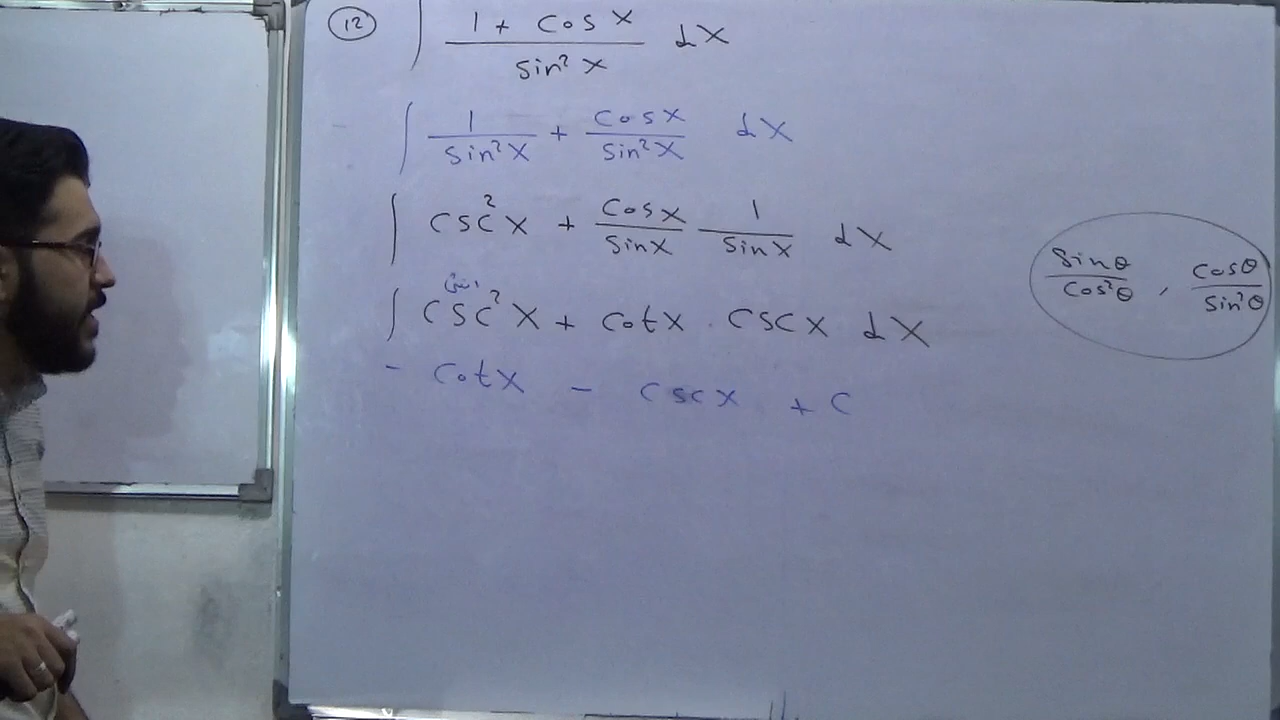 12 ∫ (1 + cos x) / (sin² x) dx
∫ 1 / (sin² x) + cos x / (sin² x) dx
∫ csc² x + (cos x / sin x) (1 / sin x) dx
∫ csc² x + cot x . csc x dx
- cot x - csc x + C
sin θ / cos² θ , cos θ / sin² θ